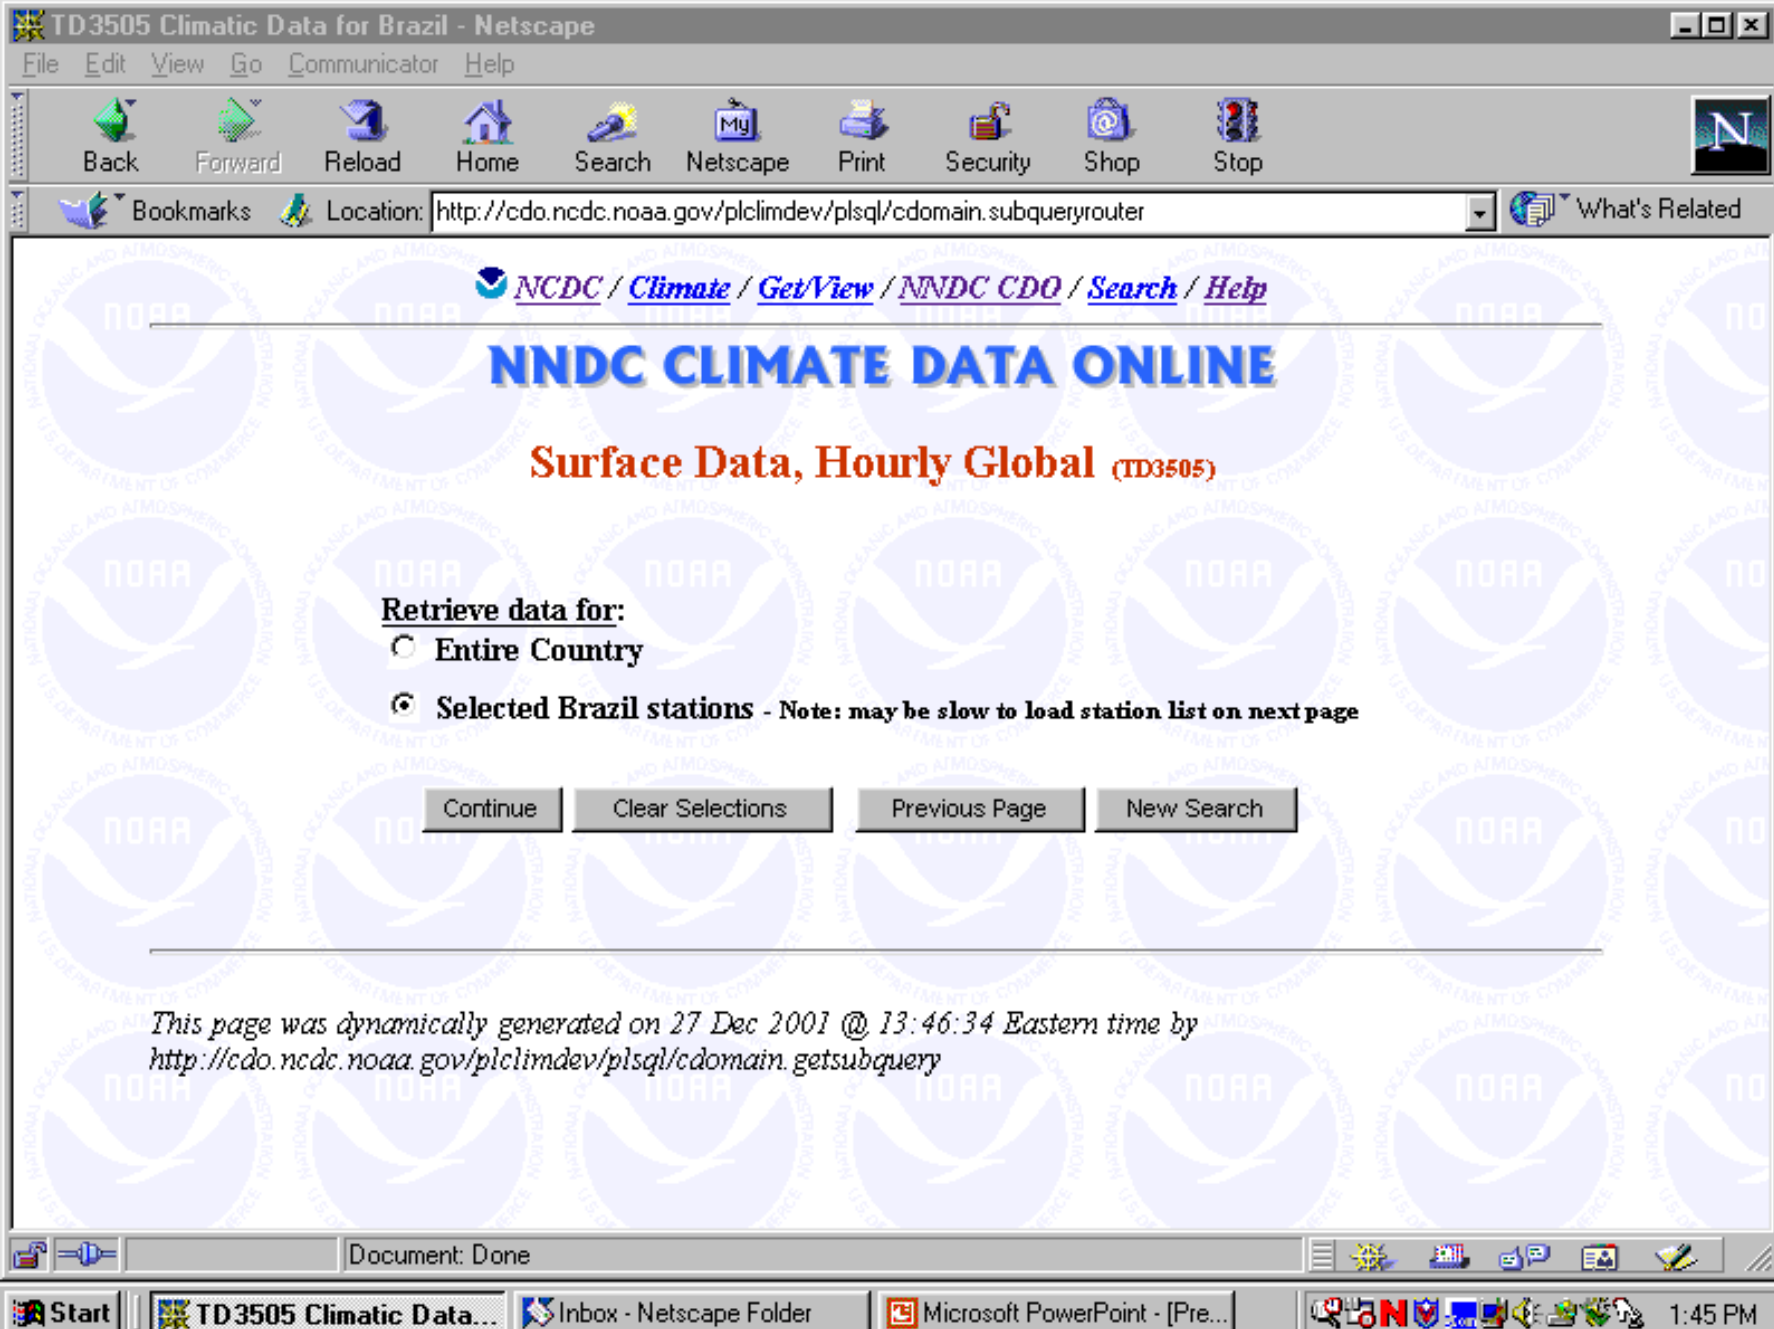 TD3505 Climatic Data for Brazil - Netscape
File Edit View Go Communicator Help
My
N
Back Forward Reload Home Search Netscape Print Security Shop Stop
Bookmarks Location: http://cdo.ncdc.noaa.gov/plclimdev/plsql/cdomain.subqueryrouter What's Related
NCDC / Climate / Get/View / NNDC CDO / Search / Help
NNDC CLIMATE DATA ONLINE
Surface Data, Hourly Global (TD3505)
Retrieve data for:
Entire Country
Selected Brazil stations - Note: may be slow to load station list on next page
Continue Clear Selections Previous Page New Search
This page was dynamically generated on 27 Dec 2001 @ 13:46:34 Eastern time by
http://cdo.ncdc.noaa.gov/plclimdev/plsql/cdomain.getsubquery
Document: Done
Start TD3505 Climatic Data... Inbox - Netscape Folder Microsoft PowerPoint - [Pre... 1:45 PM